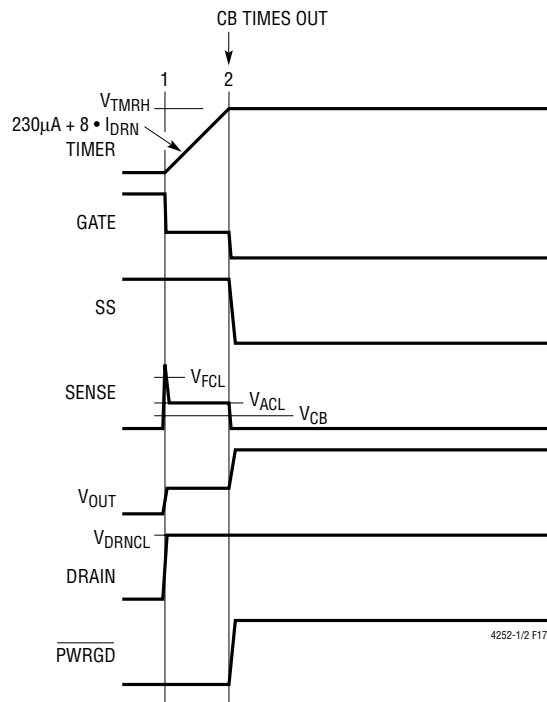 CB TIMES OUT
1 2
V_TMRH
230µA + 8 • I_DRN
TIMER
GATE
SS
SENSE
V_FCL
V_ACL
V_CB
V_OUT
V_DRNCL
DRAIN
4252-1/2 F17
PWRGD